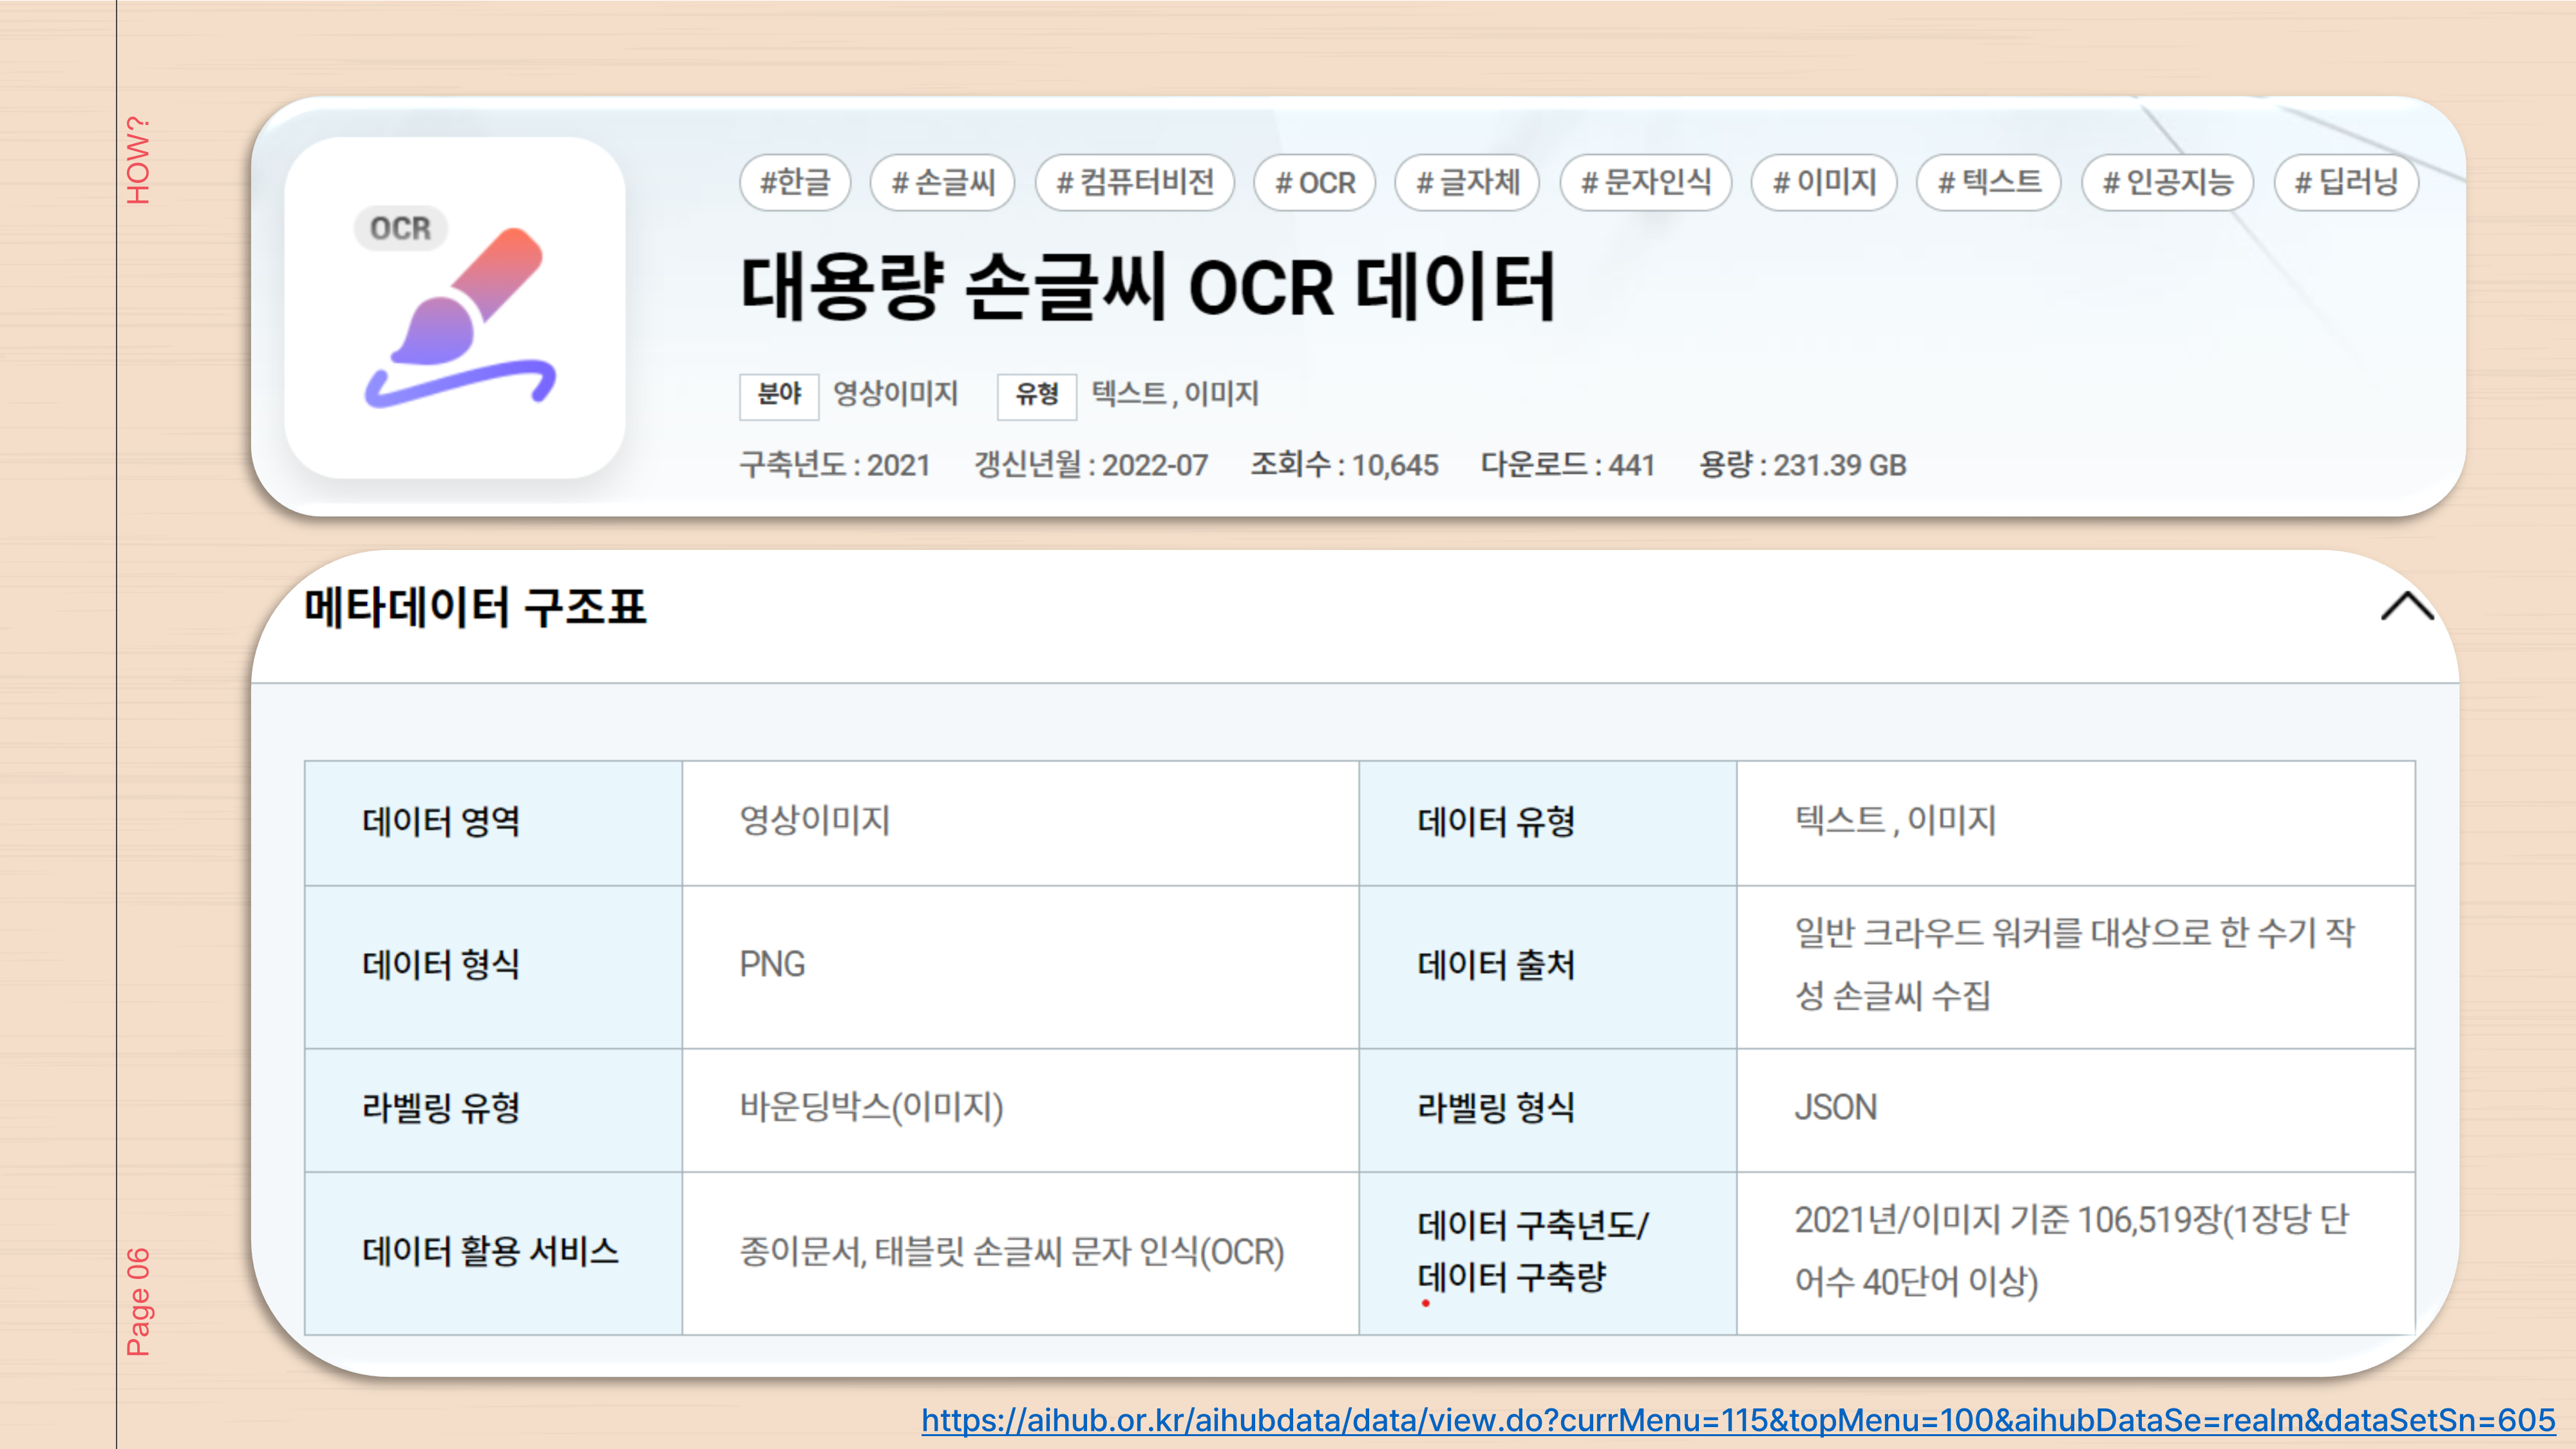 HOW?
OCR
#한글 # 손글씨 # 컴퓨터비전 # OCR # 글자체 # 문자인식 # 이미지 # 텍스트 # 인공지능 # 딥러닝
대용량 손글씨 OCR 데이터
분야 영상이미지 유형 텍스트 , 이미지
구축년도 : 2021 갱신년월 : 2022-07 조회수 : 10,645 다운로드 : 441 용량 : 231.39 GB
메타데이터 구조표
데이터 영역 영상이미지 데이터 유형 텍스트 , 이미지
데이터 형식 PNG 데이터 출처 일반 크라우드 워커를 대상으로 한 수기 작
성 손글씨 수집
라벨링 유형 바운딩박스(이미지) 라벨링 형식 JSON
데이터 활용 서비스 종이문서, 태블릿 손글씨 문자 인식(OCR)
데이터 구축년도/
데이터 구축량
2021년/이미지 기준 106,519장(1장당 단
어수 40단어 이상)
Page 06
https://aihub.or.kr/aihubdata/data/view.do?currMenu=115&topMenu=100&aihubDataSe=realm&dataSetSn=605